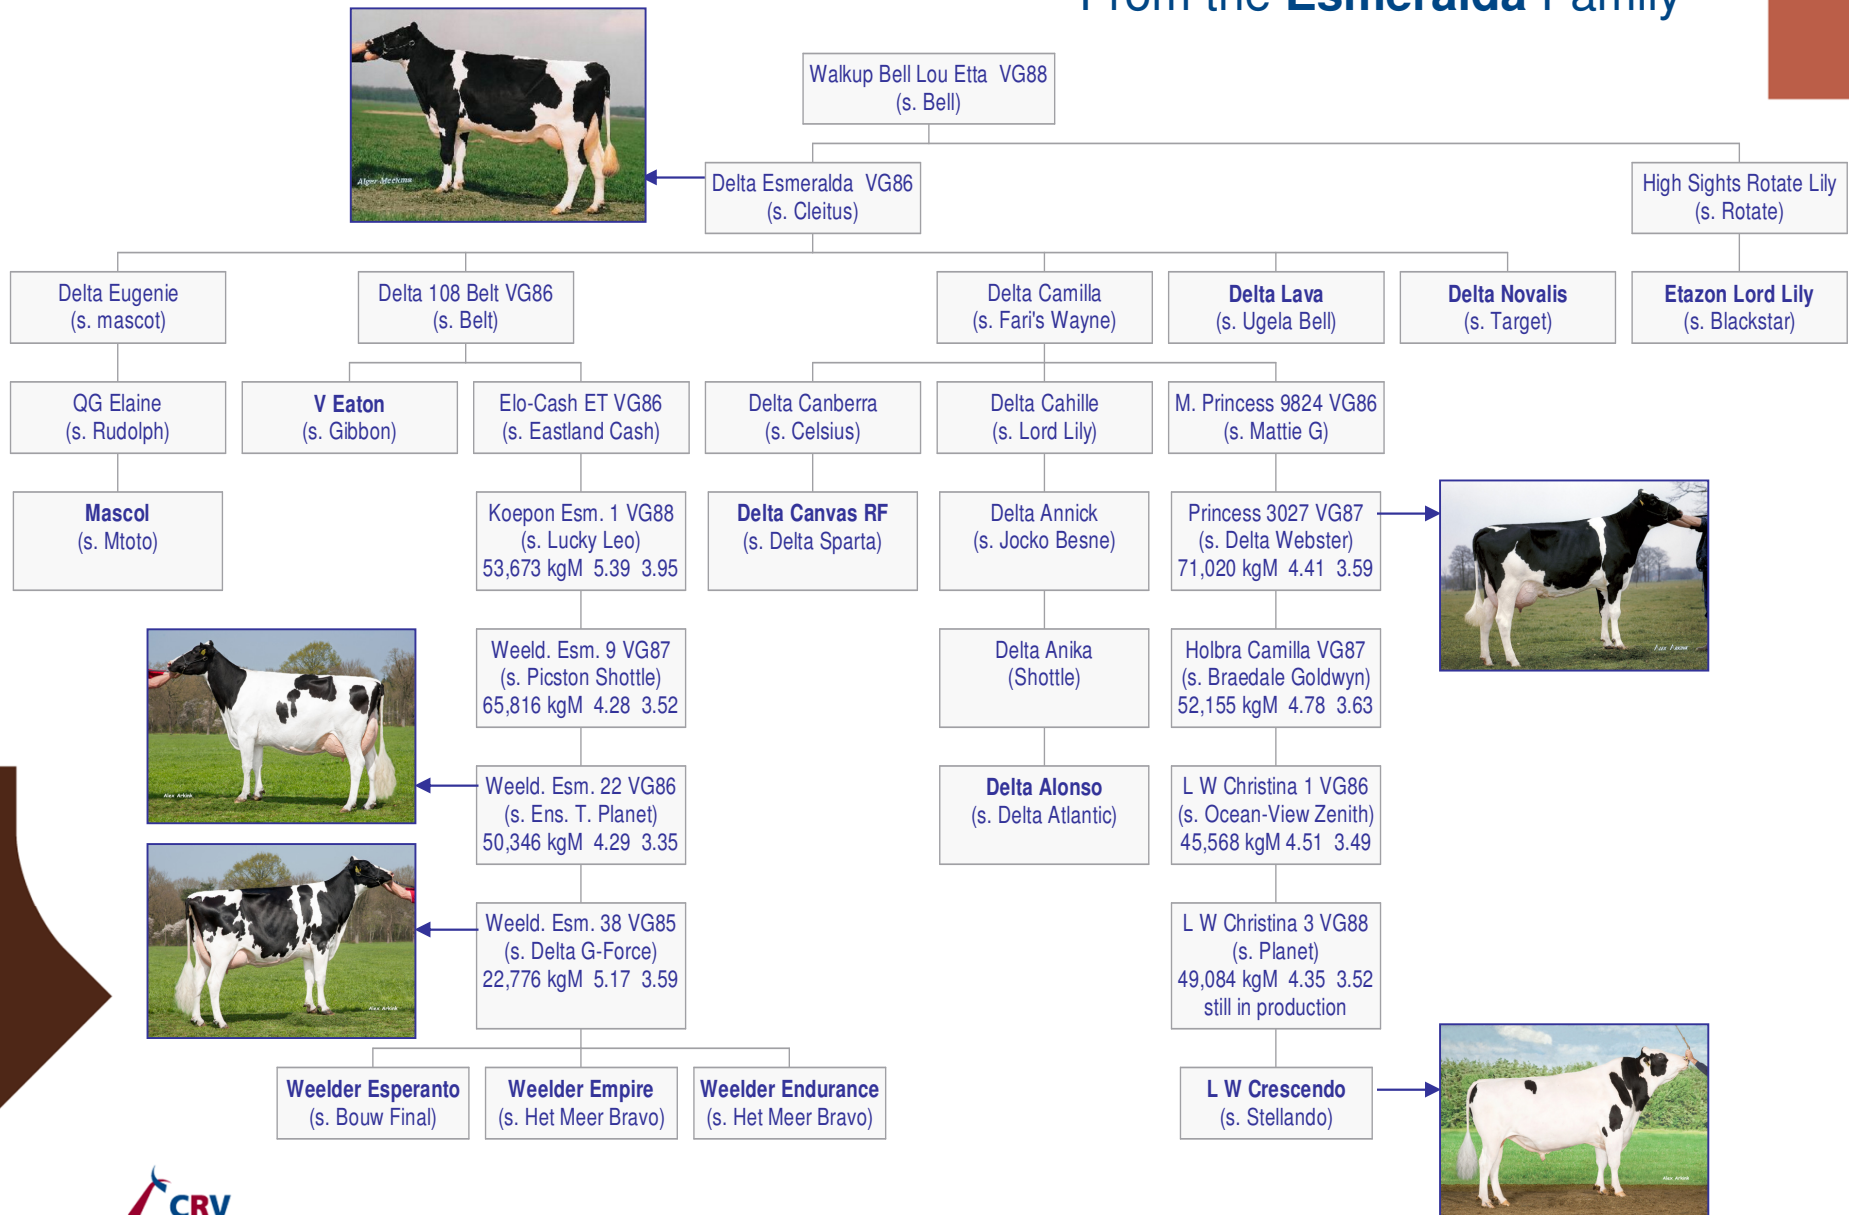 From the Esmeralda Family
Walkup Bell Lou Etta VG88
(s. Bell)
Delta Esmeralda VG86
(s. Cleitus)
High Sights Rotate Lily
(s. Rotate)
Alger Meekma
Delta Eugenie
(s. mascot)
Delta 108 Belt VG86
(s. Belt)
Delta Camilla
(s. Fari's Wayne)
Delta Lava
(s. Ugela Bell)
Delta Novalis
(s. Target)
Etazon Lord Lily
(s. Blackstar)
QG Elaine
(s. Rudolph)
V Eaton
(s. Gibbon)
Elo-Cash ET VG86
(s. Eastland Cash)
Delta Canberra
(s. Celsius)
Delta Cahille
(s. Lord Lily)
M. Princess 9824 VG86
(s. Mattie G)
Mascol
(s. Mtoto)
Koepon Esm. 1 VG88
(s. Lucky Leo)
53,673 kgM 5.39 3.95
Delta Canvas RF
(s. Delta Sparta)
Delta Annick
(s. Jocko Besne)
Princess 3027 VG87
(s. Delta Webster)
71,020 kgM 4.41 3.59
Weeld. Esm. 9 VG87
(s. Picston Shottle)
65,816 kgM 4.28 3.52
Delta Anika
(Shottle)
Holbra Camilla VG87
(s. Braedale Goldwyn)
52,155 kgM 4.78 3.63
Alex Arkink
Weeld. Esm. 22 VG86
(s. Ens. T. Planet)
50,346 kgM 4.29 3.35
Delta Alonso
(s. Delta Atlantic)
L W Christina 1 VG86
(s. Ocean-View Zenith)
45,568 kgM 4.51 3.49
Alex Arkink
Weeld. Esm. 38 VG85
(s. Delta G-Force)
22,776 kgM 5.17 3.59
L W Christina 3 VG88
(s. Planet)
49,084 kgM 4.35 3.52
still in production
Alex Arkink
Weelder Esperanto
(s. Bouw Final)
Weelder Empire
(s. Het Meer Bravo)
Weelder Endurance
(s. Het Meer Bravo)
L W Crescendo
(s. Stellando)
Alex Arkink
CRV